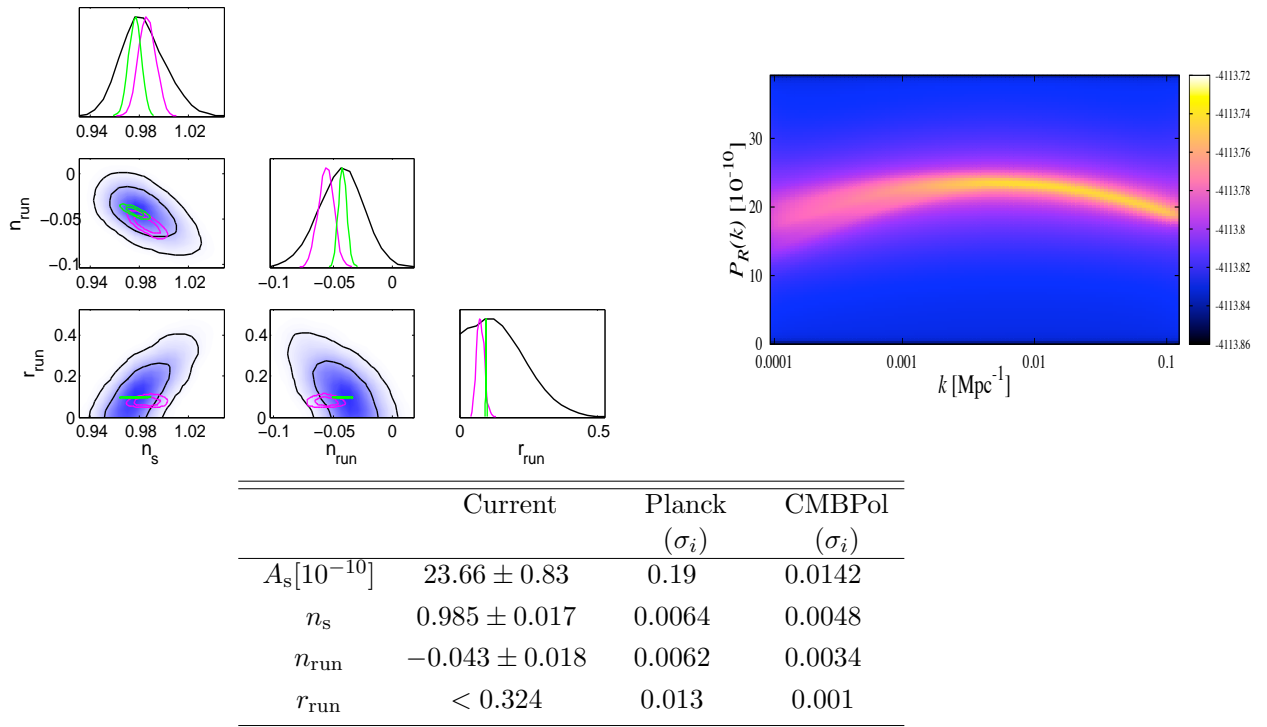 0.94 0.98 1.02
n_run
0
−0.05
−0.1
0.94 0.98 1.02
−0.1 −0.05 0
r_run
0.4
0.2
0
0.94 0.98 1.02
n_s
−0.1 −0.05 0
n_run
0 0.5
r_run
P_R(k) [10^-10]
30
20
10
0
0.0001 0.001 0.01 0.1
k [Mpc^-1]
-4113.72
-4113.74
-4113.76
-4113.78
-4113.80
-4113.82
-4113.84
-4113.86
Current Planck CMBPol
(σ_i) (σ_i)
A_s[10^−10] 23.66 ± 0.83 0.19 0.0142
n_s 0.985 ± 0.017 0.0064 0.0048
n_run −0.043 ± 0.018 0.0062 0.0034
r_run < 0.324 0.013 0.001